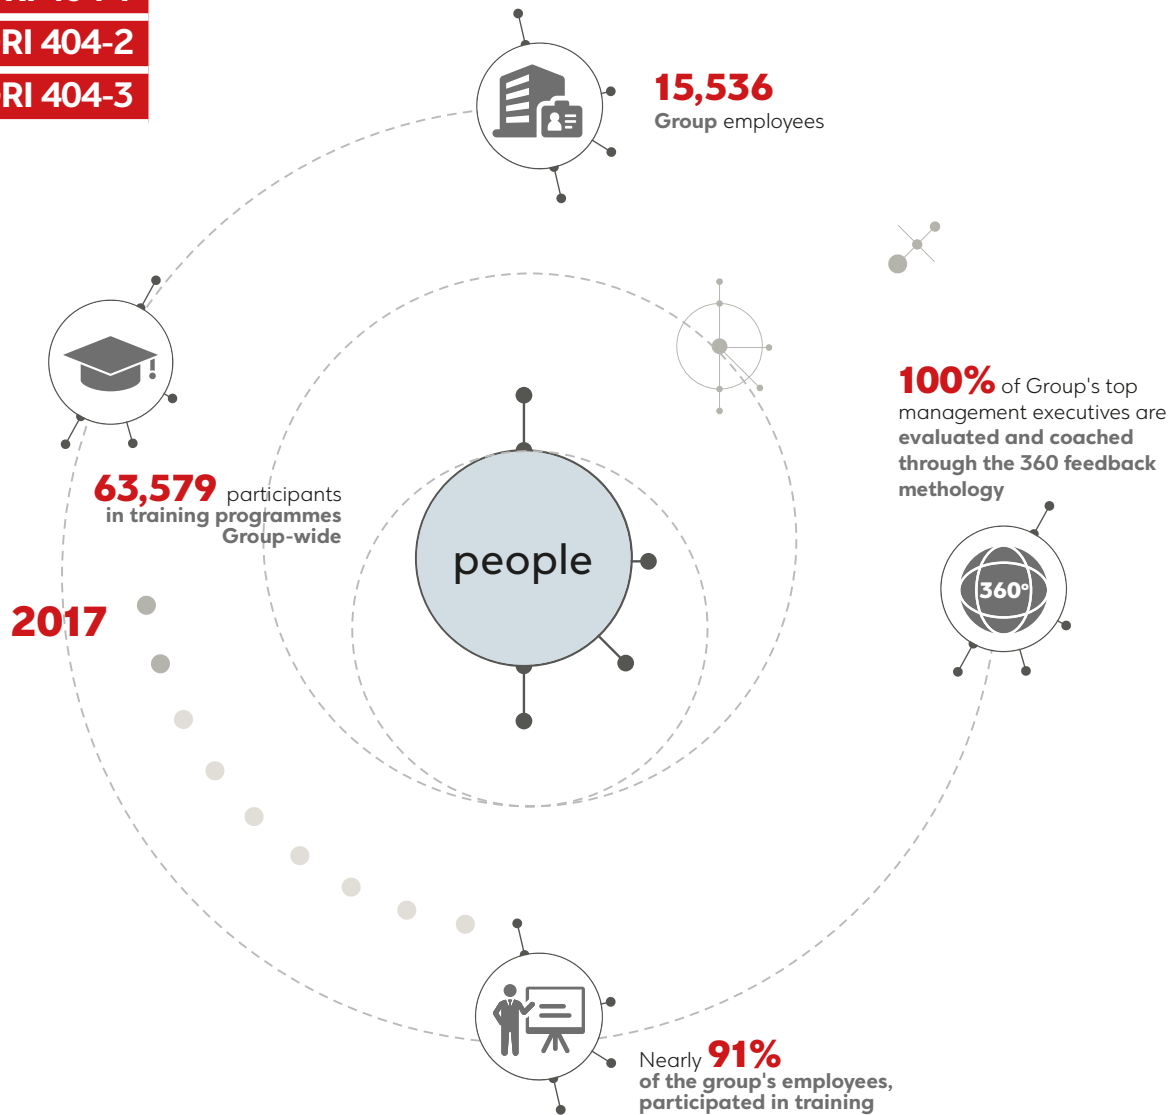 RI 404-2
RI 404-3
15,536
Group employees
100% of Group's top
management executives are
evaluated and coached
through the 360 feedback
methology
63,579 participants
in training programmes
Group-wide
people
360°
2017
Nearly 91%
of the group's employees,
participated in training